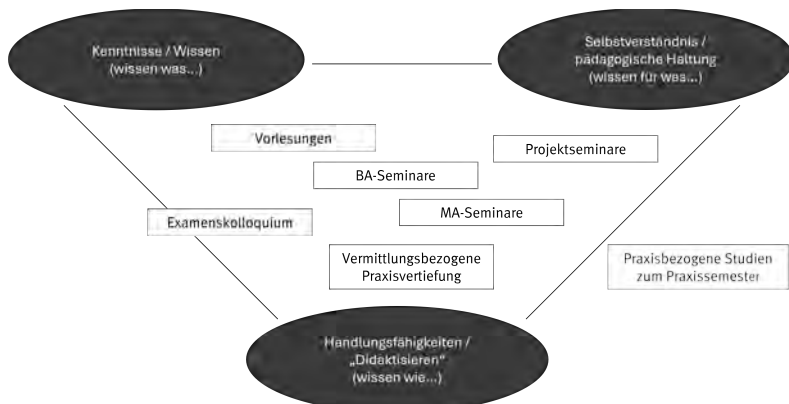 Kenntnisse / Wissen
(wissen was...)
Selbstverständnis /
pädagogische Haltung
(wissen für was...)
Vorlesungen
Projektseminare
BA-Seminare
MA-Seminare
Examenskolloquium
Vermittlungsbezogene
Praxisvertiefung
Praxisbezogene Studien
zum Praxissemester
Handlungsfähigkeiten /
„Didaktisieren“
(wissen wie...)